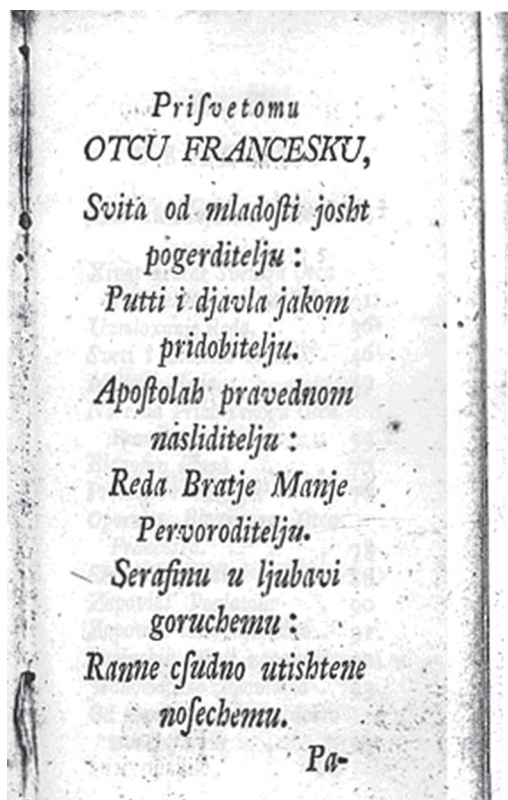 Priſvetomu
OTCU FRANCESKU,
Svita od mladoſti josht
pogerditelju :
Putti i djavla jakom
pridobitelju.
Apoſtolah pravednom
nasliditelju :
Reda Bratje Manje
Pervoroditelju.
Serafinu u ljubavi
goruchemu :
Ranne cſudno utishtene
noſechemu.
Pa-